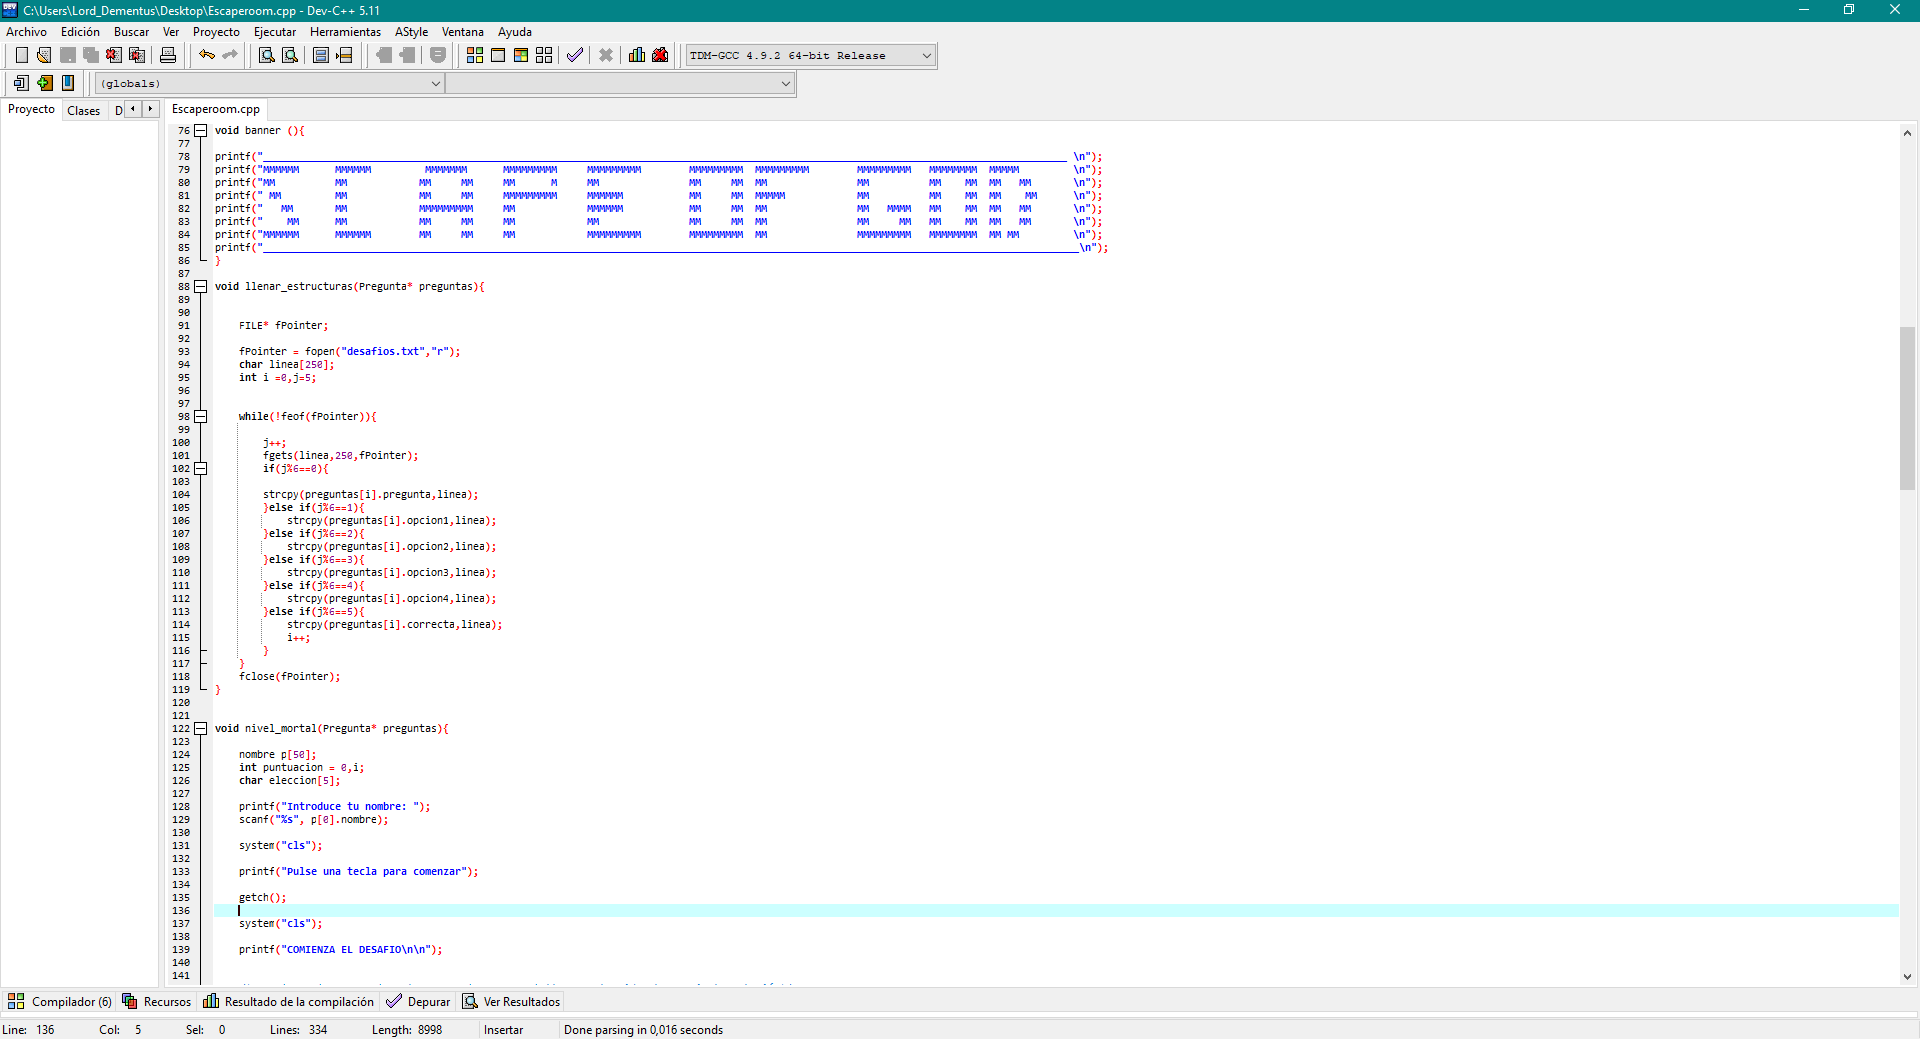 C:\Users\Lord_Dementus\Desktop\Escaperoom.cpp - Dev-C++ 5.11
Archivo Edición Buscar Ver Proyecto Ejecutar Herramientas AStyle Ventana Ayuda
TDM-GCC 4.9.2 64-bit Release
(globals)
Proyecto Clases D Escaperoom.cpp
76 void banner (){
77
78 printf("______________________________________________________________________________________________________________________________________ \n");
79 printf("MMMMMM      MMMMMM         MMMMMMM      MMMMMMMMM     MMMMMMMMM        MMMMMMMMM  MMMMMMMMM        MMMMMMMMM   MMMMMMMM  MMMMM         \n");
80 printf("MM          MM            MM     MM     MM      M     MM               MM     MM  MM               MM          MM    MM  MM   MM       \n");
81 printf(" MM         MM            MM     MM     MMMMMMMMM     MMMMMM           MM     MM  MMMMM            MM          MM    MM  MM    MM      \n");
82 printf("   MM       MM            MMMMMMMMM     MM            MMMMMM           MM     MM  MM               MM   MMMM   MM    MM  MM   MM       \n");
83 printf("    MM      MM            MM     MM     MM            MM               MM     MM  MM               MM     MM   MM    MM  MM   MM       \n");
84 printf("MMMMMM      MMMMMM        MM     MM     MM            MMMMMMMMM        MMMMMMMMM  MM               MMMMMMMMM   MMMMMMMM  MM MM         \n");
85 printf("________________________________________________________________________________________________________________________________________\n");
86 }
87
88 void llenar_estructuras(Pregunta* preguntas){
89
90
91     FILE* fPointer;
92
93     fPointer = fopen("desafios.txt","r");
94     char linea[250];
95     int i =0,j=5;
96
97
98     while(!feof(fPointer)){
99
100         j++;
101         fgets(linea,250,fPointer);
102         if(j%6==0){
103
104         strcpy(preguntas[i].pregunta,linea);
105         }else if(j%6==1){
106             strcpy(preguntas[i].opcion1,linea);
107         }else if(j%6==2){
108             strcpy(preguntas[i].opcion2,linea);
109         }else if(j%6==3){
110             strcpy(preguntas[i].opcion3,linea);
111         }else if(j%6==4){
112             strcpy(preguntas[i].opcion4,linea);
113         }else if(j%6==5){
114             strcpy(preguntas[i].correcta,linea);
115             i++;
116         }
117     }
118     fclose(fPointer);
119 }
120
121
122 void nivel_mortal(Pregunta* preguntas){
123
124     nombre p[50];
125     int puntuacion = 0,i;
126     char eleccion[5];
127
128     printf("Introduce tu nombre: ");
129     scanf("%s", p[0].nombre);
130
131     system("cls");
132
133     printf("Pulse una tecla para comenzar");
134
135     getch();
136
137     system("cls");
138
139     printf("COMIENZA EL DESAFIO\n\n");
140
141
Compilador (6) Recursos Resultado de la compilación Depurar Ver Resultados
Line: 136 Col: 5 Sel: 0 Lines: 334 Length: 8998 Insertar Done parsing in 0,016 seconds